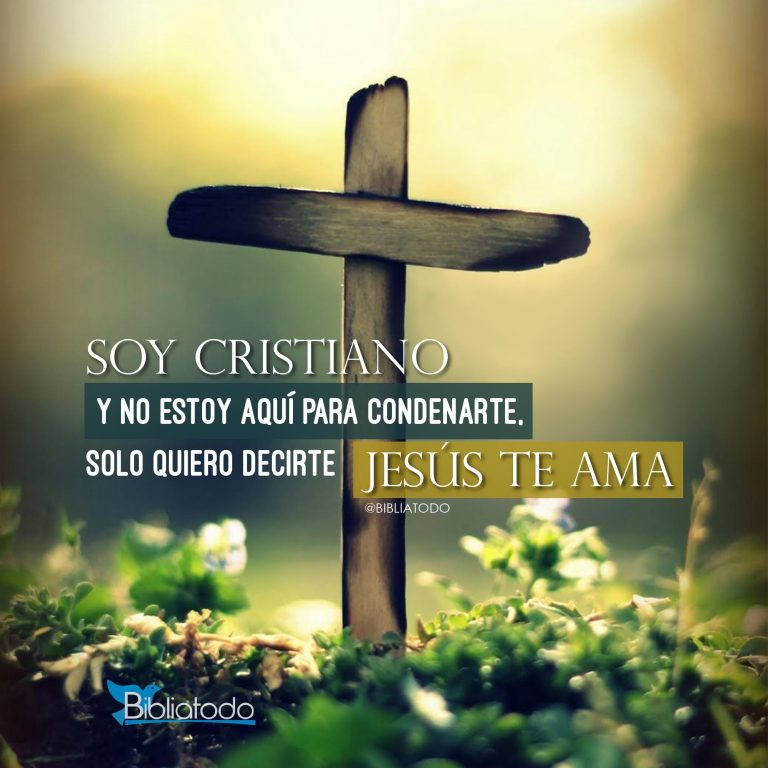 SOY CRISTIANO
Y NO ESTOY AQUÍ PARA CONDENARTE,
SOLO QUIERO DECIRTE JESÚS TE AMA
@BIBLIATODO
Bibliatodo